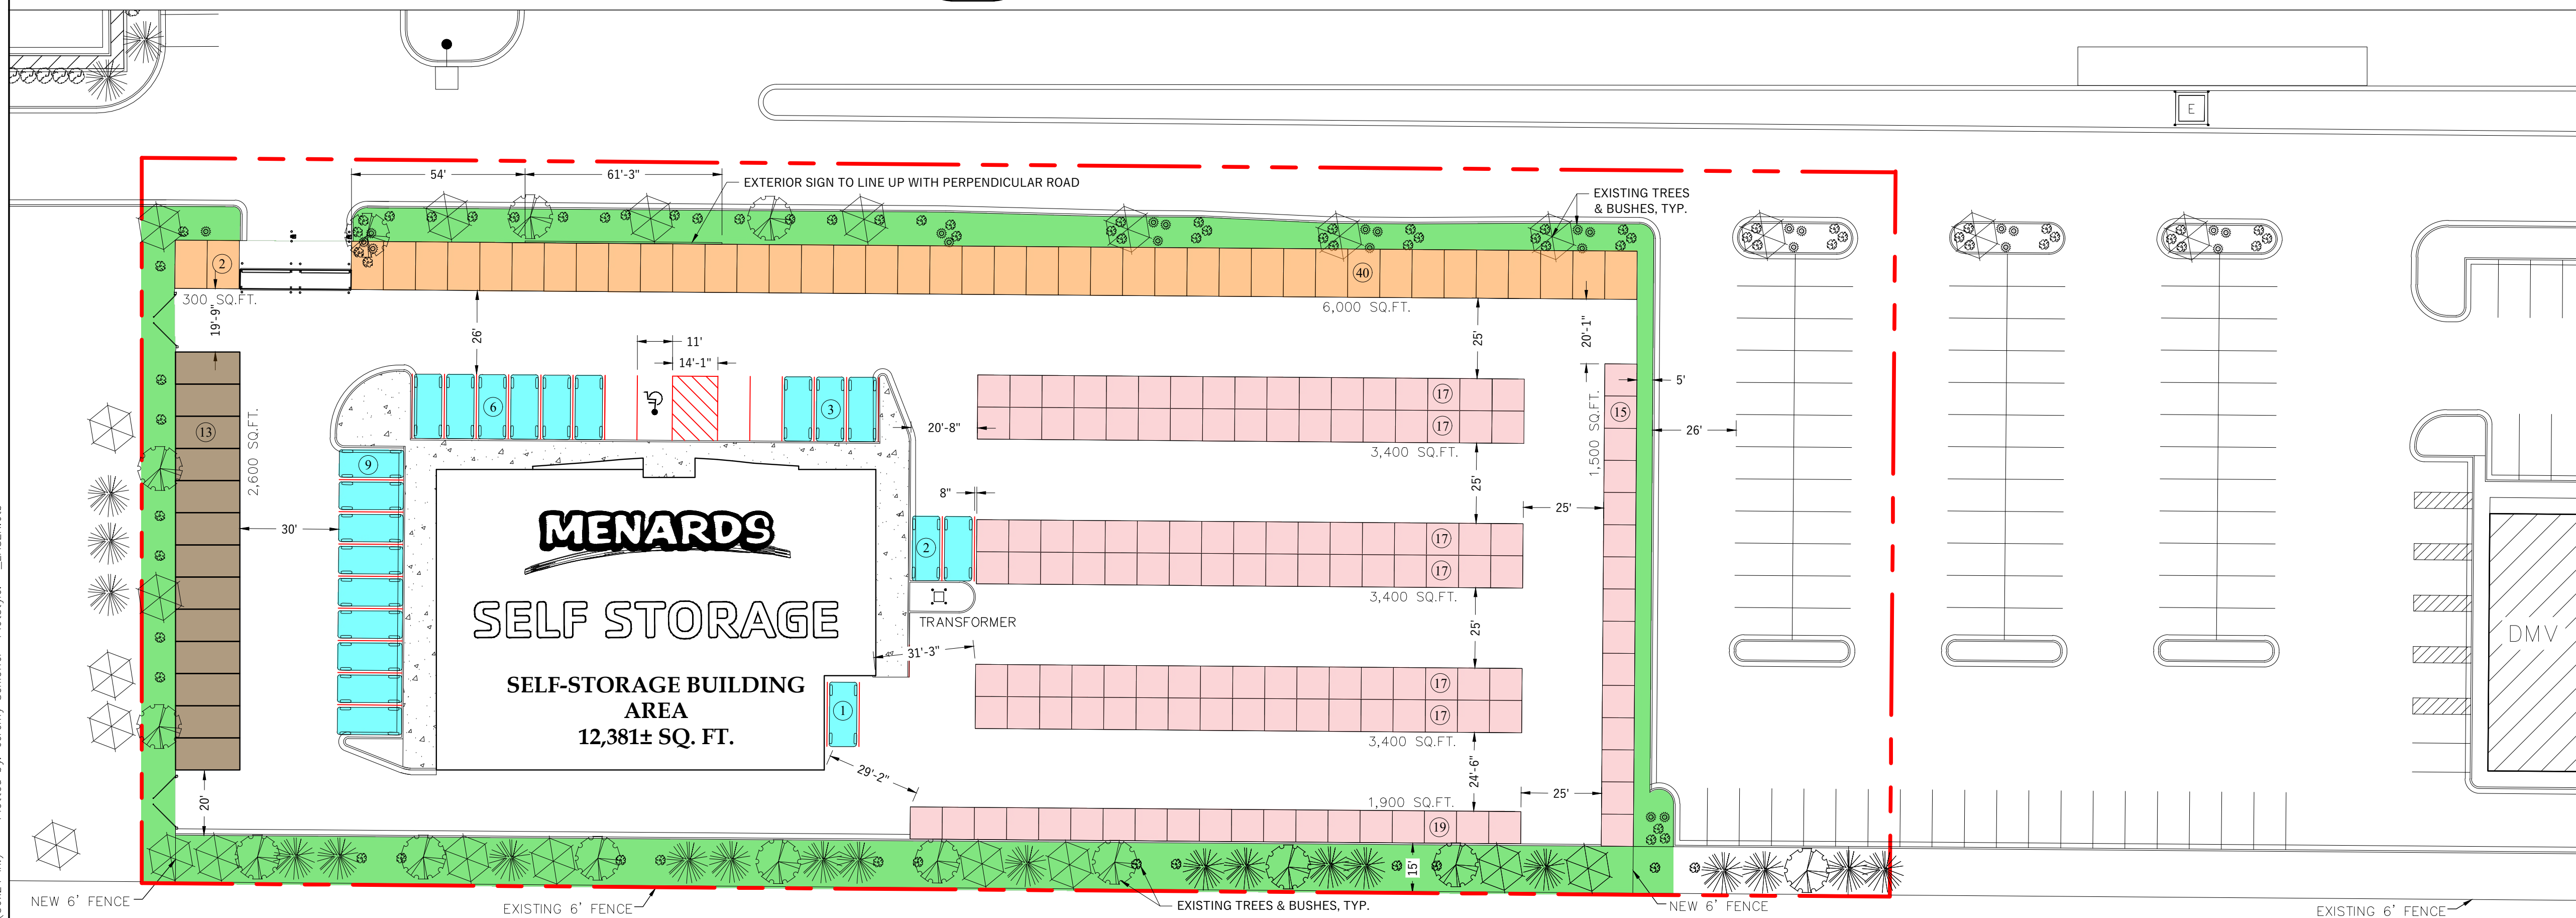 E
54'
61'-3"
EXTERIOR SIGN TO LINE UP WITH PERPENDICULAR ROAD
EXISTING TREES
& BUSHES, TYP.
2
300 SQ.FT.
19'-9"
26'
40
6,000 SQ.FT.
25'
20'-1"
11'
14'-1"
5'
13
2,600 SQ.FT.
6
3
17
17
15
1,500 SQ.FT.
20'-8"
26'
3,400 SQ.FT.
9
25'
8"
25'
30'
MENARDS
2
17
17
3,400 SQ.FT.
SELF STORAGE
TRANSFORMER
25'
DMV
31'-3"
SELF-STORAGE BUILDING
AREA
12,381± SQ. FT.
1
17
17
3,400 SQ.FT.
29'-2"
24'-6"
25'
20'
1,900 SQ.FT.
19
15'
NEW 6' FENCE
EXISTING 6' FENCE
EXISTING TREES & BUSHES, TYP.
NEW 6' FENCE
EXISTING 6' FENCE